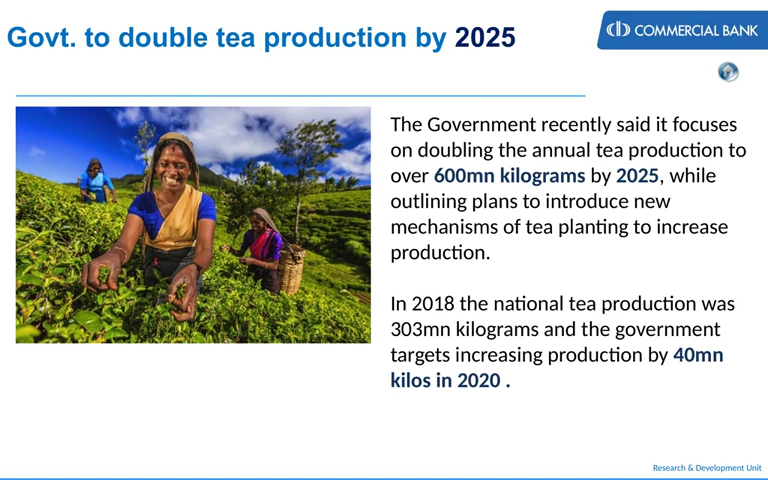 Govt. to double tea production by 2025
COMMERCIAL BANK
The Government recently said it focuses
on doubling the annual tea production to
over 600mn kilograms by 2025, while
outlining plans to introduce new
mechanisms of tea planting to increase
production.
In 2018 the national tea production was
303mn kilograms and the government
targets increasing production by 40mn
kilos in 2020 .
Research & Development Unit